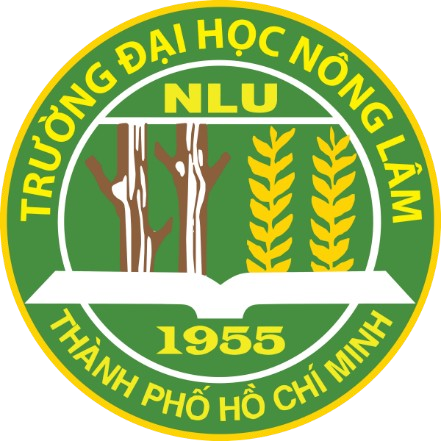 TRƯỜNG ĐẠI HỌC NÔNG LÂM
NLU
1955
THÀNH PHỐ HỒ CHÍ MINH